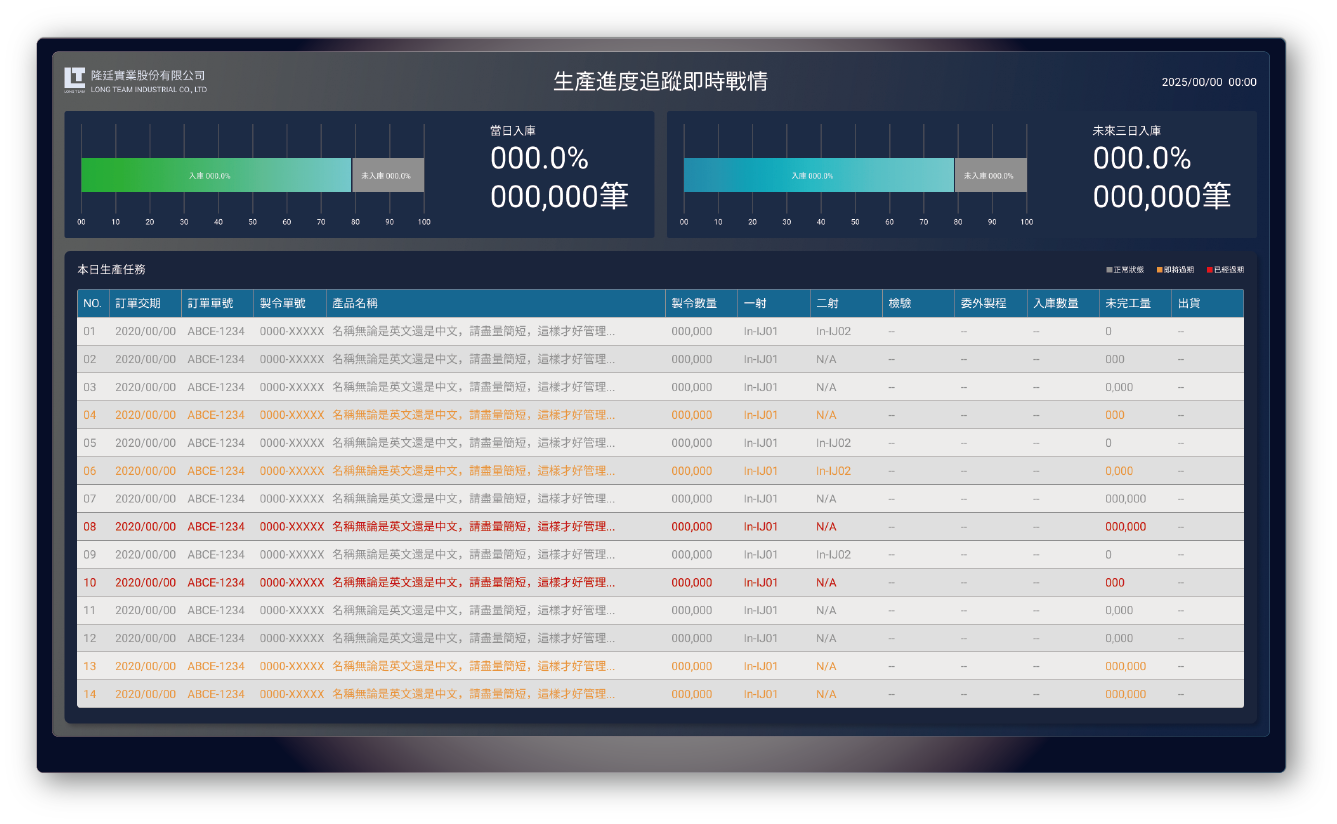 隆廷實業股份有限公司
LONG TEAM INDUSTRIAL CO., LTD
LONG TEAM
生產進度追蹤即時戰情
2025/00/00 00:00
入庫 000.0%
未入庫 000.0%
00 10 20 30 40 50 60 70 80 90 100
當日入庫
000.0%
000,000筆
入庫 000.0%
未入庫 000.0%
00 10 20 30 40 50 60 70 80 90 100
未來三日入庫
000.0%
000,000筆
本日生產任務
正常狀態 即將過期 已經過期
NO. 訂單交期 訂單單號 製令單號 產品名稱 製令數量 一射 二射 檢驗 委外製程 入庫數量 未完工量 出貨
01 2020/00/00 ABCE-1234 0000-XXXXX 名稱無論是英文還是中文，請盡量簡短，這樣才好管理... 000,000 In-IJ01 In-IJ02 -- -- -- 0 --
02 2020/00/00 ABCE-1234 0000-XXXXX 名稱無論是英文還是中文，請盡量簡短，這樣才好管理... 000,000 In-IJ01 N/A -- -- -- 000 --
03 2020/00/00 ABCE-1234 0000-XXXXX 名稱無論是英文還是中文，請盡量簡短，這樣才好管理... 000,000 In-IJ01 N/A -- -- -- 0,000 --
04 2020/00/00 ABCE-1234 0000-XXXXX 名稱無論是英文還是中文，請盡量簡短，這樣才好管理... 000,000 In-IJ01 N/A -- -- -- 000 --
05 2020/00/00 ABCE-1234 0000-XXXXX 名稱無論是英文還是中文，請盡量簡短，這樣才好管理... 000,000 In-IJ01 In-IJ02 -- -- -- 0 --
06 2020/00/00 ABCE-1234 0000-XXXXX 名稱無論是英文還是中文，請盡量簡短，這樣才好管理... 000,000 In-IJ01 In-IJ02 -- -- -- 0,000 --
07 2020/00/00 ABCE-1234 0000-XXXXX 名稱無論是英文還是中文，請盡量簡短，這樣才好管理... 000,000 In-IJ01 N/A -- -- -- 000,000 --
08 2020/00/00 ABCE-1234 0000-XXXXX 名稱無論是英文還是中文，請盡量簡短，這樣才好管理... 000,000 In-IJ01 N/A -- -- -- 000,000 --
09 2020/00/00 ABCE-1234 0000-XXXXX 名稱無論是英文還是中文，請盡量簡短，這樣才好管理... 000,000 In-IJ01 In-IJ02 -- -- -- 0 --
10 2020/00/00 ABCE-1234 0000-XXXXX 名稱無論是英文還是中文，請盡量簡短，這樣才好管理... 000,000 In-IJ01 N/A -- -- -- 000 --
11 2020/00/00 ABCE-1234 0000-XXXXX 名稱無論是英文還是中文，請盡量簡短，這樣才好管理... 000,000 In-IJ01 N/A -- -- -- 0,000 --
12 2020/00/00 ABCE-1234 0000-XXXXX 名稱無論是英文還是中文，請盡量簡短，這樣才好管理... 000,000 In-IJ01 N/A -- -- -- 0,000 --
13 2020/00/00 ABCE-1234 0000-XXXXX 名稱無論是英文還是中文，請盡量簡短，這樣才好管理... 000,000 In-IJ01 N/A -- -- -- 000,000 --
14 2020/00/00 ABCE-1234 0000-XXXXX 名稱無論是英文還是中文，請盡量簡短，這樣才好管理... 000,000 In-IJ01 N/A -- -- -- 000,000 --